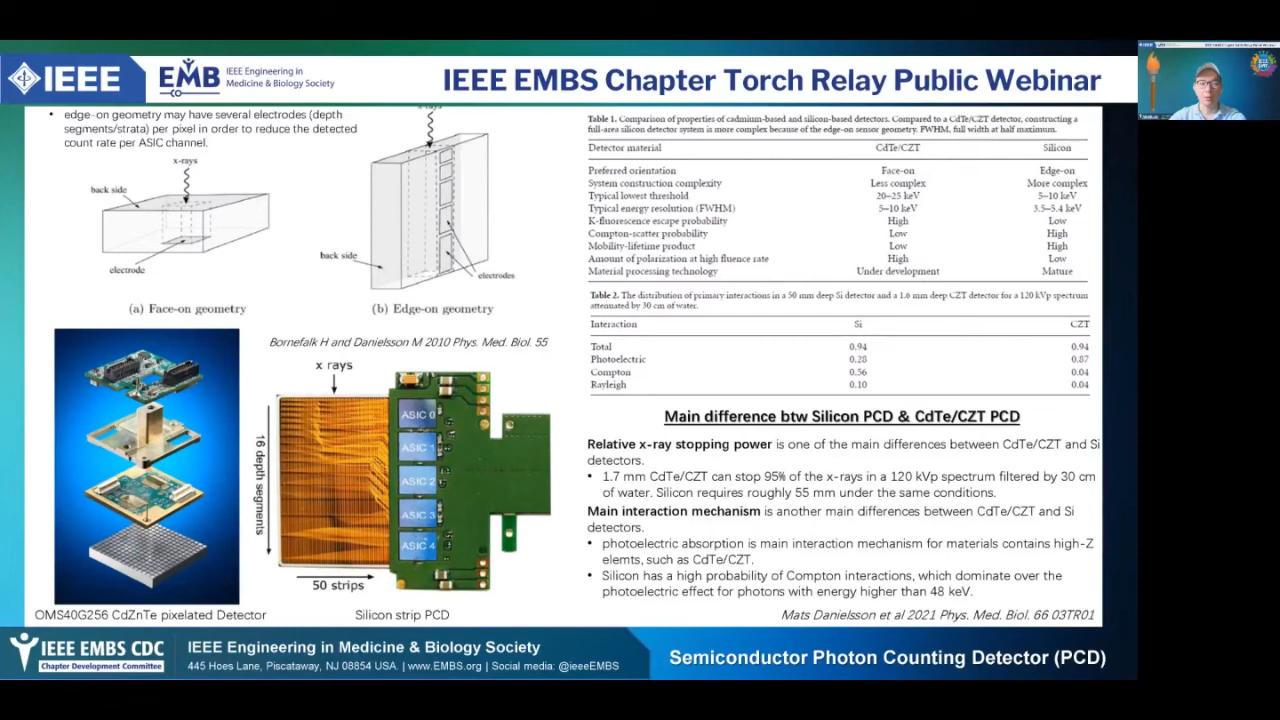 IEEE
EMB
IEEE Engineering in
Medicine & Biology Society
IEEE EMBS Chapter Torch Relay Public Webinar
• edge-on geometry may have several electrodes (depth
segments/strata) per pixel in order to reduce the detected
count rate per ASIC channel.
x-rays
back side
electrode
(a) Face-on geometry
x-rays
back side
electrodes
(b) Edge-on geometry
Bornefalk H and Danielsson M 2010 Phys. Med. Biol. 55
x rays
16 depth segments
ASIC 0
ASIC 1
ASIC 2
ASIC 3
ASIC 4
50 strips
OMS40G256 CdZnTe pixelated Detector
Silicon strip PCD
Table 1. Comparison of properties of cadmium-based and silicon-based detectors. Compared to a CdTe/CZT detector, constructing a
full-area silicon detector system is more complex because of the edge-on sensor geometry. FWHM, full width at half maximum.
Detector material CdTe/CZT Silicon
Preferred orientation Face-on Edge-on
System construction complexity Less complex More complex
Typical lowest threshold 20–25 keV 5–10 keV
Typical energy resolution (FWHM) 5–10 keV 3.5–5.4 keV
K-fluorescence escape probability High Low
Compton-scatter probability Low High
Mobility-lifetime product Low High
Amount of polarization at high fluence rate High Low
Material processing technology Under development Mature
Table 2. The distribution of primary interactions in a 50 mm deep Si detector and a 1.6 mm deep CZT detector for a 120 kVp spectrum
attenuated by 30 cm of water.
Interaction Si CZT
Total 0.94 0.94
Photoelectric 0.28 0.87
Compton 0.56 0.04
Rayleigh 0.10 0.04
Main difference btw Silicon PCD & CdTe/CZT PCD
Relative x-ray stopping power is one of the main differences between CdTe/CZT and Si
detectors.
• 1.7 mm CdTe/CZT can stop 95% of the x-rays in a 120 kVp spectrum filtered by 30 cm
of water. Silicon requires roughly 55 mm under the same conditions.
Main interaction mechanism is another main differences between CdTe/CZT and Si
detectors.
• photoelectric absorption is main interaction mechanism for materials contains high-Z
elemts, such as CdTe/CZT.
• Silicon has a high probability of Compton interactions, which dominate over the
photoelectric effect for photons with energy higher than 48 keV.
Mats Danielsson et al 2021 Phys. Med. Biol. 66 03TR01
IEEE EMBS CDC
Chapter Development Committee
IEEE Engineering in Medicine & Biology Society
445 Hoes Lane, Piscataway, NJ 08854 USA. | www.EMBS.org | Social media: @ieeeEMBS
Semiconductor Photon Counting Detector (PCD)